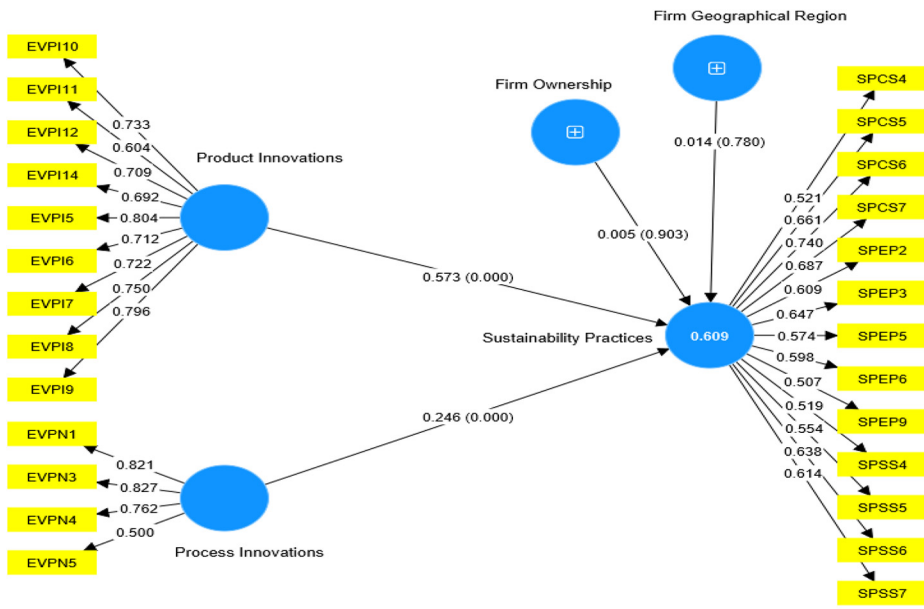 Firm Geographical Region
Firm Ownership
EVPI10
EVPI11
EVPI12
EVPI14
EVPI5
EVPI6
EVPI7
EVPI8
EVPI9
0.733
0.604
0.709
0.692
0.804
0.712
0.722
0.750
0.796
Product Innovations
0.014 (0.780)
0.005 (0.903)
0.573 (0.000)
Sustainability Practices
0.609
0.246 (0.000)
EVPN1
EVPN3
EVPN4
EVPN5
0.821
0.827
0.762
0.500
Process Innovations
0.521
0.661
0.740
0.687
0.609
0.647
0.574
0.598
0.507
0.519
0.554
0.638
0.614
SPCS4
SPCS5
SPCS6
SPCS7
SPEP2
SPEP3
SPEP5
SPEP6
SPEP9
SPSS4
SPSS5
SPSS6
SPSS7